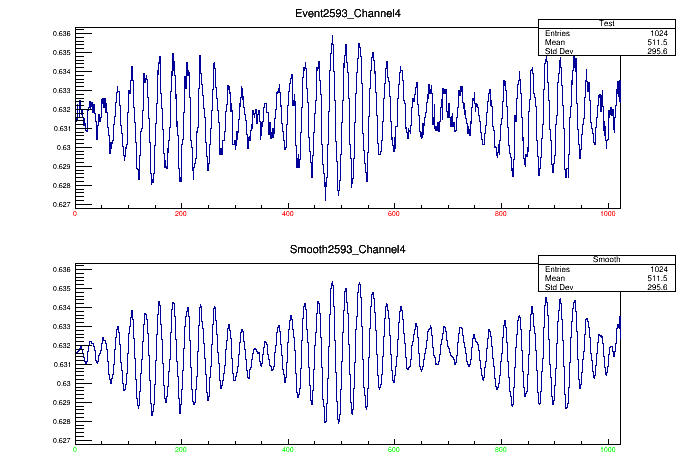 Event2593_Channel4
Test
Entries 1024
Mean 511.5
Std Dev 295.6
0.636
0.635
0.634
0.633
0.632
0.631
0.63
0.629
0.628
0.627
0 200 400 600 800 1000
Smooth2593_Channel4
Smooth
Entries 1024
Mean 511.5
Std Dev 295.6
0.636
0.635
0.634
0.633
0.632
0.631
0.63
0.629
0.628
0.627
0 200 400 600 800 1000